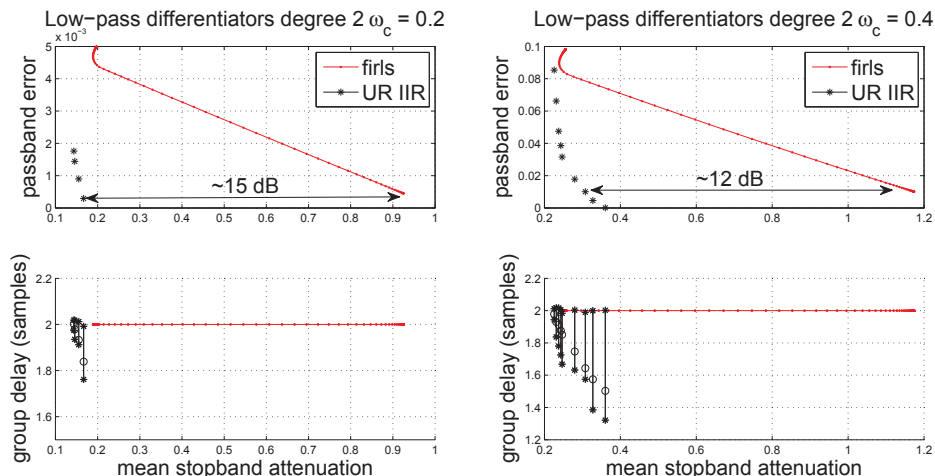 Low-pass differentiators degree 2 ω_c = 0.2
x 10⁻³
5
4
3
2
1
0
passband error
firls
UR IIR
~15 dB
0.1 0.2 0.3 0.4 0.5 0.6 0.7 0.8 0.9 1
Low-pass differentiators degree 2 ω_c = 0.4
0.1
0.08
0.06
0.04
0.02
0
passband error
firls
UR IIR
~12 dB
0.2 0.4 0.6 0.8 1 1.2
2.2
2
1.8
1.6
group delay (samples)
0.1 0.2 0.3 0.4 0.5 0.6 0.7 0.8 0.9 1
mean stopband attenuation
2.2
2
1.8
1.6
1.4
1.2
group delay (samples)
0.2 0.4 0.6 0.8 1 1.2
mean stopband attenuation